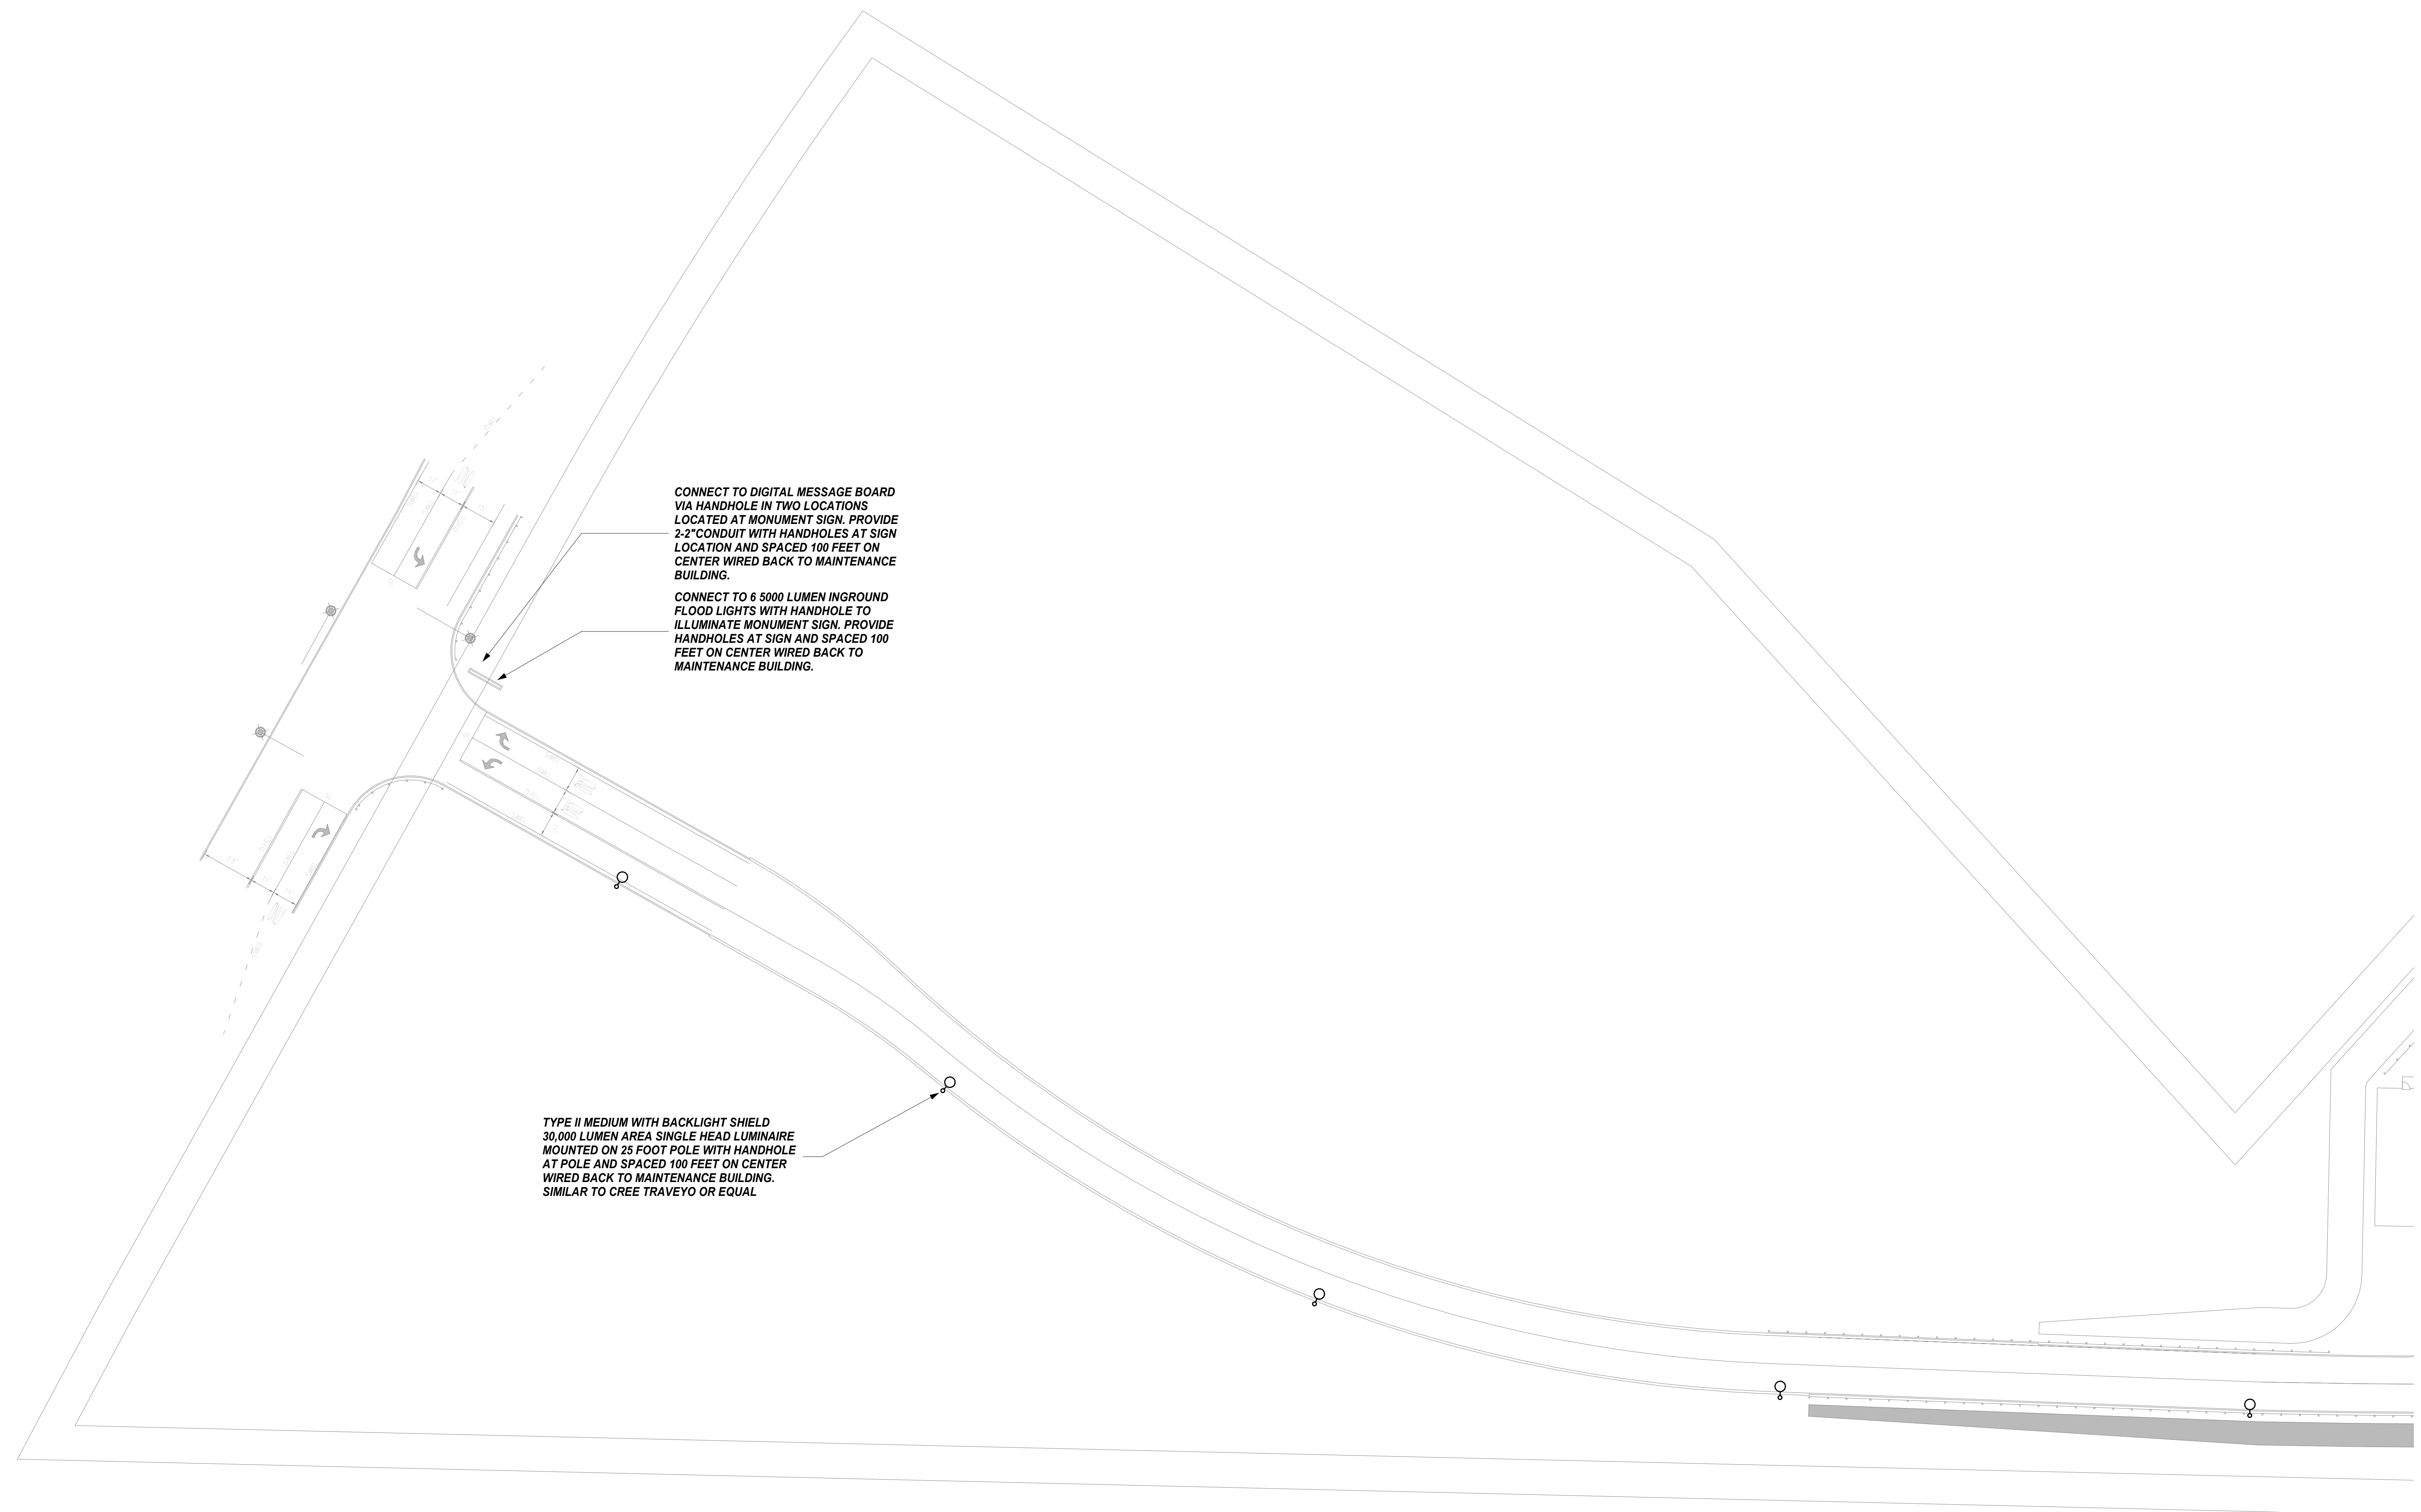 CONNECT TO DIGITAL MESSAGE BOARD
VIA HANDHOLE IN TWO LOCATIONS
LOCATED AT MONUMENT SIGN. PROVIDE
2-2"CONDUIT WITH HANDHOLES AT SIGN
LOCATION AND SPACED 100 FEET ON
CENTER WIRED BACK TO MAINTENANCE
BUILDING.
CONNECT TO 6 5000 LUMEN INGROUND
FLOOD LIGHTS WITH HANDHOLE TO
ILLUMINATE MONUMENT SIGN. PROVIDE
HANDHOLES AT SIGN AND SPACED 100
FEET ON CENTER WIRED BACK TO
MAINTENANCE BUILDING.
TYPE II MEDIUM WITH BACKLIGHT SHIELD
30,000 LUMEN AREA SINGLE HEAD LUMINAIRE
MOUNTED ON 25 FOOT POLE WITH HANDHOLE
AT POLE AND SPACED 100 FEET ON CENTER
WIRED BACK TO MAINTENANCE BUILDING.
SIMILAR TO CREE TRAVEYO OR EQUAL